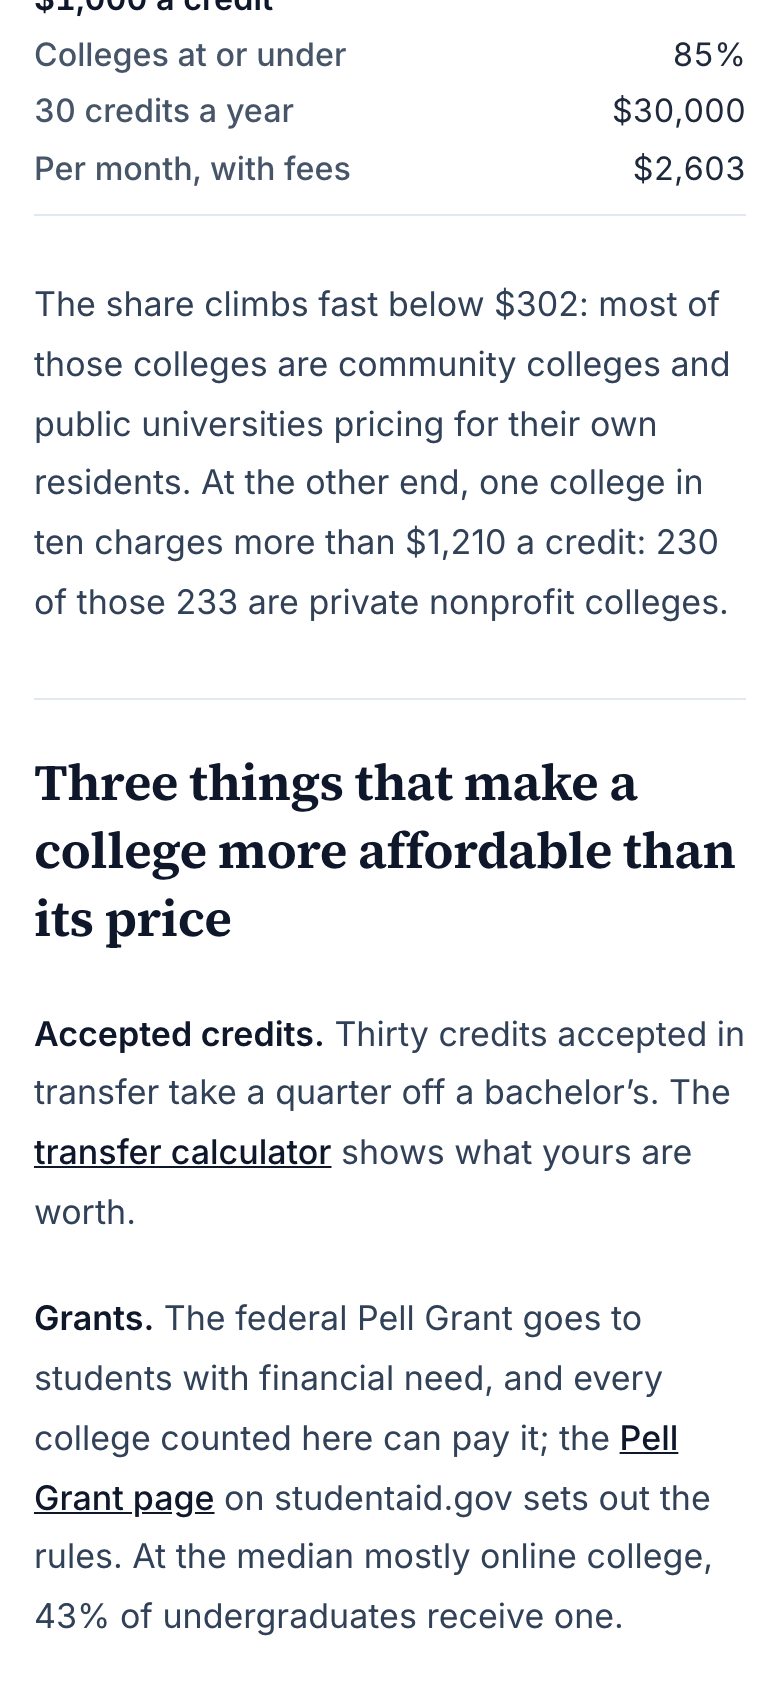 $1,000 a credit
Colleges at or under 85%
30 credits a year $30,000
Per month, with fees $2,603
The share climbs fast below $302: most of
those colleges are community colleges and
public universities pricing for their own
residents. At the other end, one college in
ten charges more than $1,210 a credit: 230
of those 233 are private nonprofit colleges.
Three things that make a
college more affordable than
its price
Accepted credits. Thirty credits accepted in
transfer take a quarter off a bachelor’s. The
transfer calculator shows what yours are
worth.
Grants. The federal Pell Grant goes to
students with financial need, and every
college counted here can pay it; the Pell
Grant page on studentaid.gov sets out the
rules. At the median mostly online college,
43% of undergraduates receive one.